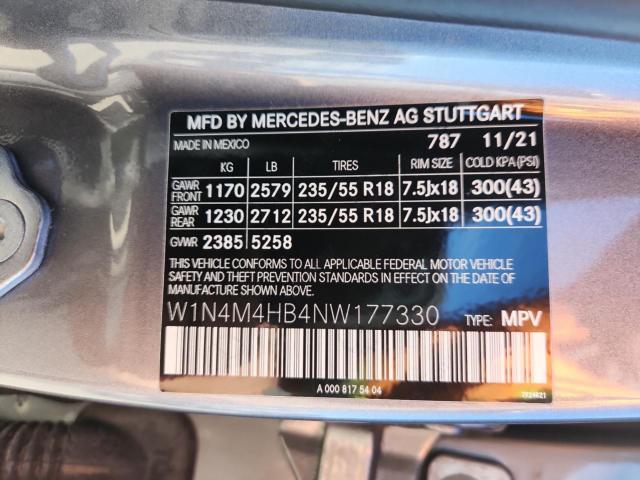 MFD BY MERCEDES-BENZ AG STUTTGART
MADE IN MEXICO 787 11/21
KG LB TIRES RIM SIZE COLD KPA(PSI)
GAWR FRONT 1170 2579 235/55 R18 7.5Jx18 300(43)
GAWR REAR 1230 2712 235/55 R18 7.5Jx18 300(43)
GVWR 2385 5258
THIS VEHICLE CONFORMS TO ALL APPLICABLE FEDERAL MOTOR VEHICLE
SAFETY AND THEFT PREVENTION STANDARDS IN EFFECT ON THE DATE OF
MANUFACTURE SHOWN ABOVE.
W1N4M4HB4NW177330 TYPE: MPV
A 000 817 54 04